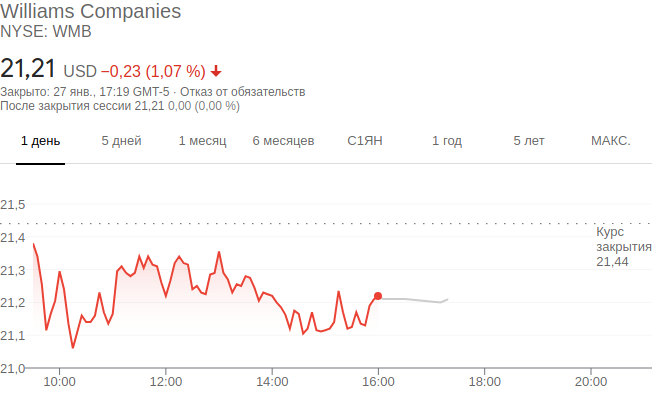 Williams Companies
NYSE: WMB
21,21 USD −0,23 (1,07 %)
Закрыто: 27 янв., 17:19 GMT-5 · Отказ от обязательств
После закрытия сессии 21,21 0,00 (0,00 %)
1 день 5 дней 1 месяц 6 месяцев С1ЯН 1 год 5 лет МАКС.
21,5
21,4
Курс
закрытия
21,44
21,3
21,2
21,1
21,0
10:00 12:00 14:00 16:00 18:00 20:00